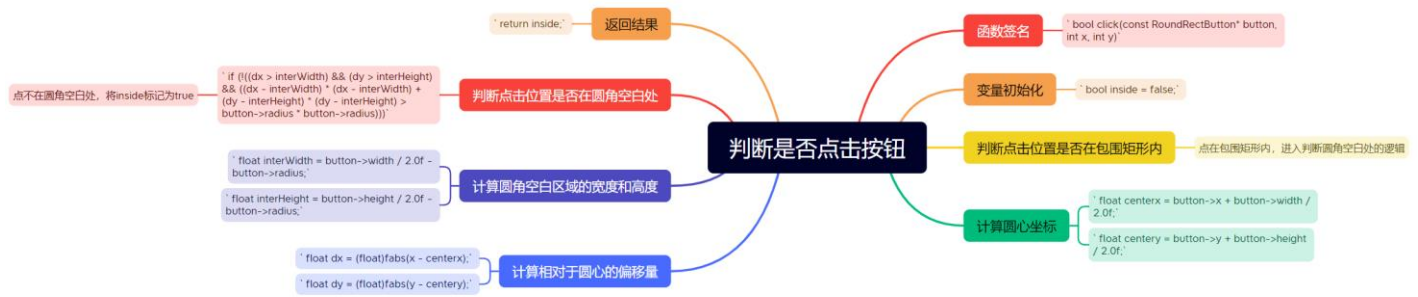 判断是否点击按钮
函数签名
` bool click(const RoundRectButton* button,
int x, int y)`
变量初始化
` bool inside = false;`
判断点击位置是否在包围矩形内
点在包围矩形内，进入判断圆角空白处的逻辑
计算圆心坐标
` float centerx = button->x + button->width /
2.0f;`
` float centery = button->y + button->height
/ 2.0f;`
计算相对于圆心的偏移量
` float dx = (float)fabs(x - centerx);`
` float dy = (float)fabs(y - centery);`
计算圆角空白区域的宽度和高度
` float interWidth = button->width / 2.0f -
button->radius;`
` float interHeight = button->height / 2.0f -
button->radius;`
判断点击位置是否在圆角空白处
` if (!((dx > interWidth) && (dy > interHeight)
&& ((dx - interWidth) * (dx - interWidth) +
(dy - interHeight) * (dy - interHeight) >
button->radius * button->radius)))`
点不在圆角空白处，将inside标记为true
返回结果
` return inside;`